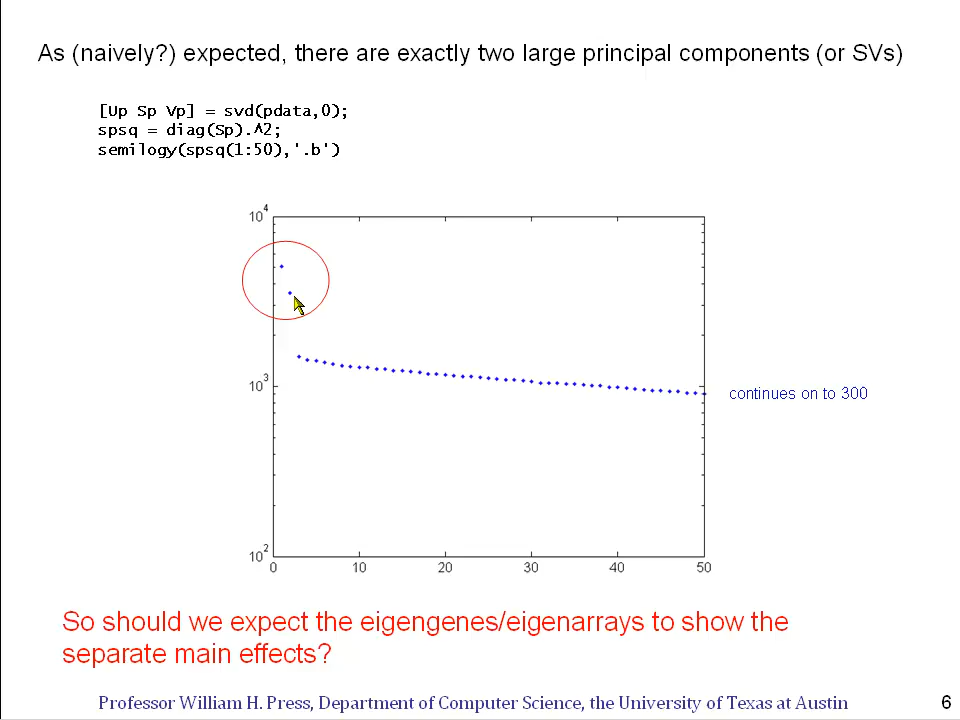 As (naively?) expected, there are exactly two large principal components (or SVs)
[Up Sp Vp] = svd(pdata,0);
spsq = diag(Sp).^2;
semilogy(spsq(1:50),'.b')
10^4
10^3
continues on to 300
10^2
0 10 20 30 40 50
So should we expect the eigengenes/eigenarrays to show the
separate main effects?
Professor William H. Press, Department of Computer Science, the University of Texas at Austin 6